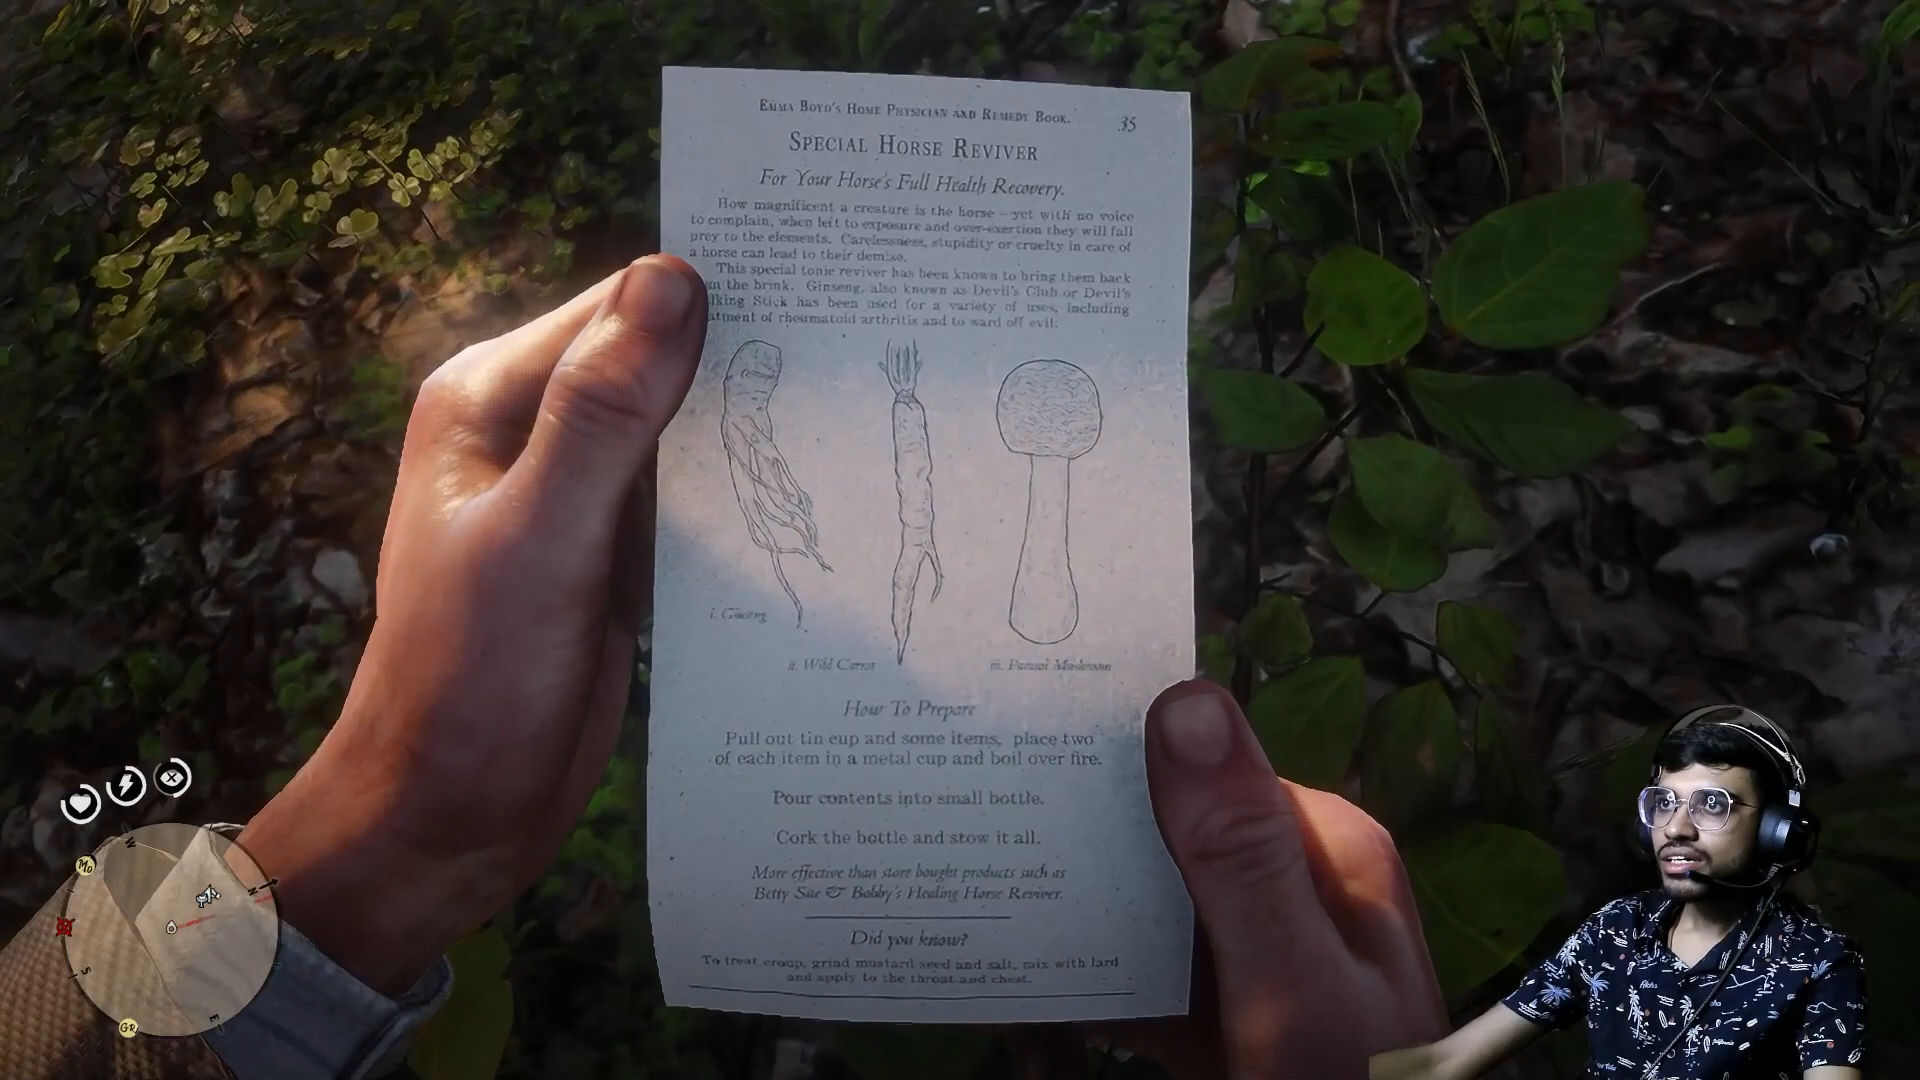 EMMA BOYD'S HOME PHYSICIAN AND REMEDY BOOK.
35
SPECIAL HORSE REVIVER
For Your Horse's Full Health Recovery.
How magnificent a creature is the horse – yet with no voice
to complain, when left to exposure and over-exertion they will fall
prey to the elements. Carelessness, stupidity or cruelty in care of
a horse can lead to their demise.
This special tonic reviver has been known to bring them back
the brink. Ginseng, also known as Devil's Club or Devil's
lking Stick has been used for a variety of uses, including
atment of rheumatoid arthritis and to ward off evil:
i. Ginseng
ii. Wild Carrot
iii. Parasol Mushroom
How To Prepare
Pull out tin cup and some items, place two
of each item in a metal cup and boil over fire.
Pour contents into small bottle.
Cork the bottle and stow it all.
More effective than store bought products such as
Betty Sue & Bobby's Healing Horse Reviver.
Did you know?
To treat croup, grind mustard seed and salt, mix with lard
and apply to the throat and chest.
W
Mo
N
S
GR
E